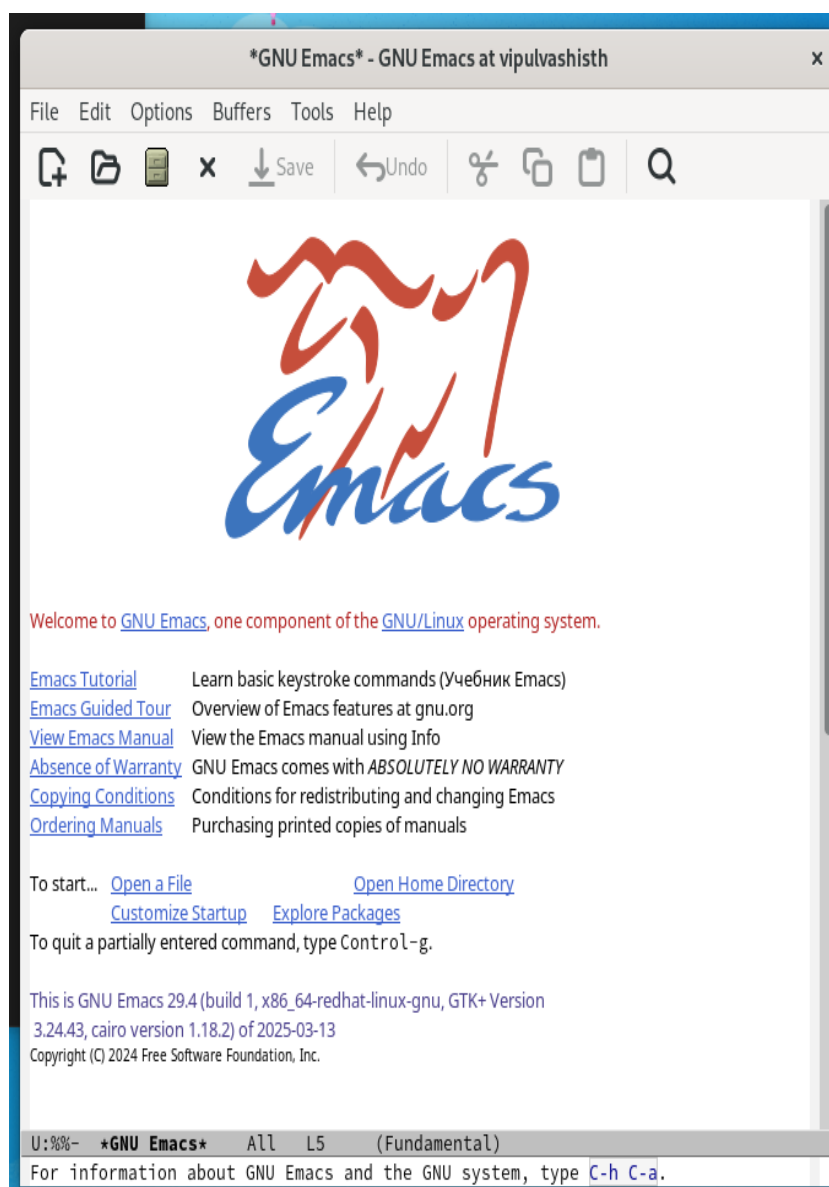 *GNU Emacs* - GNU Emacs at vipulvashisth
File Edit Options Buffers Tools Help
Save Undo
Emacs
Welcome to GNU Emacs, one component of the GNU/Linux operating system.
Emacs Tutorial Learn basic keystroke commands (Учебник Emacs)
Emacs Guided Tour Overview of Emacs features at gnu.org
View Emacs Manual View the Emacs manual using Info
Absence of Warranty GNU Emacs comes with ABSOLUTELY NO WARRANTY
Copying Conditions Conditions for redistributing and changing Emacs
Ordering Manuals Purchasing printed copies of manuals
To start... Open a File Open Home Directory
Customize Startup Explore Packages
To quit a partially entered command, type Control-g.
This is GNU Emacs 29.4 (build 1, x86_64-redhat-linux-gnu, GTK+ Version
3.24.43, cairo version 1.18.2) of 2025-03-13
Copyright (C) 2024 Free Software Foundation, Inc.
U:%%- *GNU Emacs* All L5 (Fundamental)
For information about GNU Emacs and the GNU system, type C-h C-a.